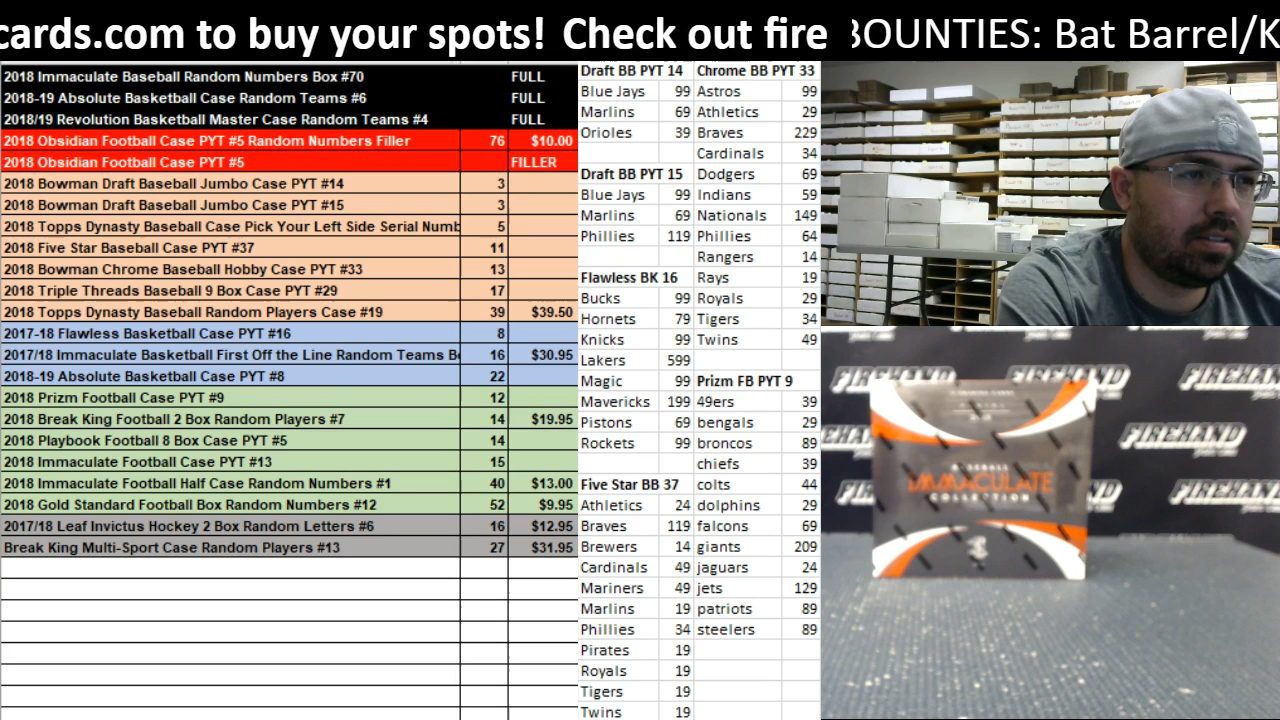 cards.com to buy your spots! Check out fire
BOUNTIES: Bat Barrel/K
2018 Immaculate Baseball Random Numbers Box #70 FULL
2018-19 Absolute Basketball Case Random Teams #6 FULL
2018/19 Revolution Basketball Master Case Random Teams #4 FULL
2018 Obsidian Football Case PYT #5 Random Numbers Filler 76 $10.00
2018 Obsidian Football Case PYT #5 FILLER
2018 Bowman Draft Baseball Jumbo Case PYT #14 3
2018 Bowman Draft Baseball Jumbo Case PYT #15 3
2018 Topps Dynasty Baseball Case Pick Your Left Side Serial Numb 5
2018 Five Star Baseball Case PYT #37 11
2018 Bowman Chrome Baseball Hobby Case PYT #33 13
2018 Triple Threads Baseball 9 Box Case PYT #29 17
2018 Topps Dynasty Baseball Random Players Case #19 39 $39.50
2017-18 Flawless Basketball Case PYT #16 8
2017/18 Immaculate Basketball First Off the Line Random Teams Bo 16 $30.95
2018-19 Absolute Basketball Case PYT #8 22
2018 Prizm Football Case PYT #9 12
2018 Break King Football 2 Box Random Players #7 14 $19.95
2018 Playbook Football 8 Box Case PYT #5 14
2018 Immaculate Football Case PYT #13 15
2018 Immaculate Football Half Case Random Numbers #1 40 $13.00
2018 Gold Standard Football Box Random Numbers #12 52 $9.95
2017/18 Leaf Invictus Hockey 2 Box Random Letters #6 16 $12.95
Break King Multi-Sport Case Random Players #13 27 $31.95
Draft BB PYT 14
Blue Jays 99
Marlins 69
Orioles 39
Draft BB PYT 15
Blue Jays 99
Marlins 69
Phillies 119
Flawless BK 16
Bucks 99
Hornets 79
Knicks 99
Lakers 599
Magic 99
Mavericks 199
Pistons 69
Rockets 99
Five Star BB 37
Athletics 24
Braves 119
Brewers 14
Cardinals 49
Mariners 49
Marlins 19
Phillies 34
Pirates 19
Royals 19
Tigers 19
Twins 19
Chrome BB PYT 33
Astros 99
Athletics 29
Braves 229
Cardinals 34
Dodgers 69
Indians 59
Nationals 149
Phillies 64
Rangers 14
Rays 19
Royals 29
Tigers 34
Twins 49
Prizm FB PYT 9
49ers 39
bengals 29
broncos 89
chiefs 39
colts 44
dolphins 29
falcons 69
giants 209
jaguars 24
jets 129
patriots 89
steelers 89
FIREHAND
FIREHAND
FIREHAND
FIREHAND
BASEBALL
IMMACULATE
COLLECTION